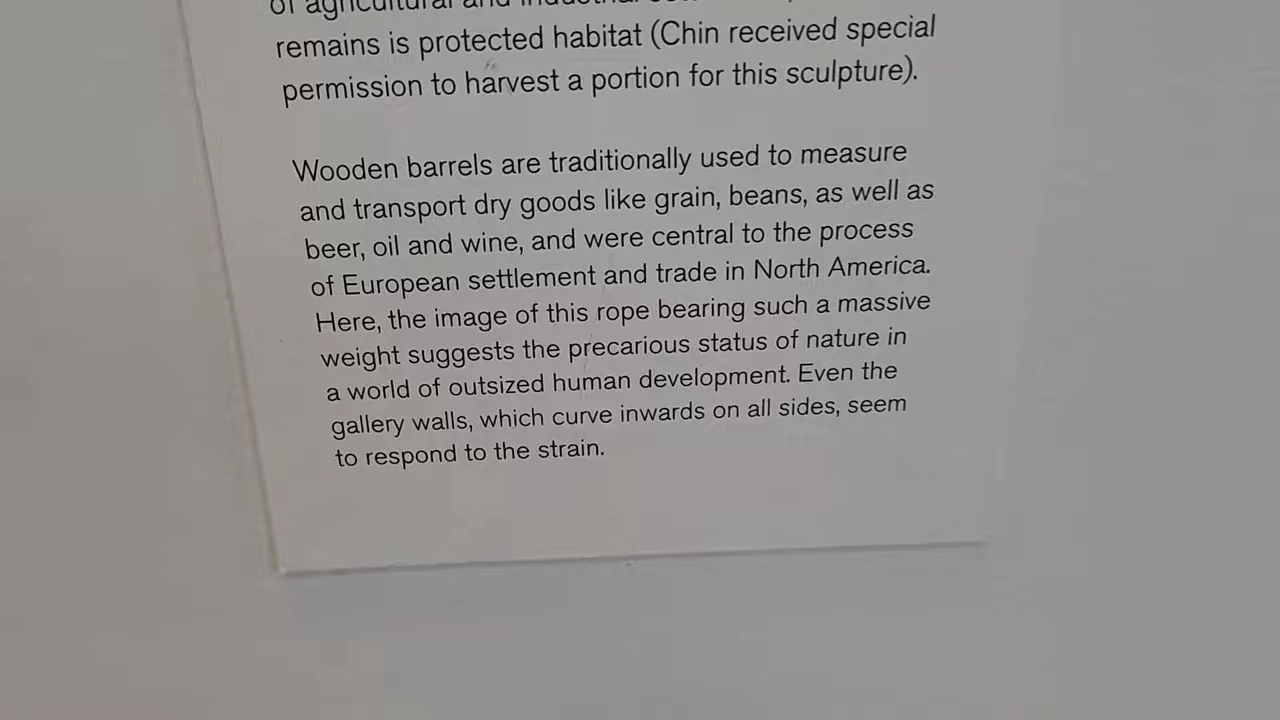 of agricultural and industrial
remains is protected habitat (Chin received special
permission to harvest a portion for this sculpture).
Wooden barrels are traditionally used to measure
and transport dry goods like grain, beans, as well as
beer, oil and wine, and were central to the process
of European settlement and trade in North America.
Here, the image of this rope bearing such a massive
weight suggests the precarious status of nature in
a world of outsized human development. Even the
gallery walls, which curve inwards on all sides, seem
to respond to the strain.